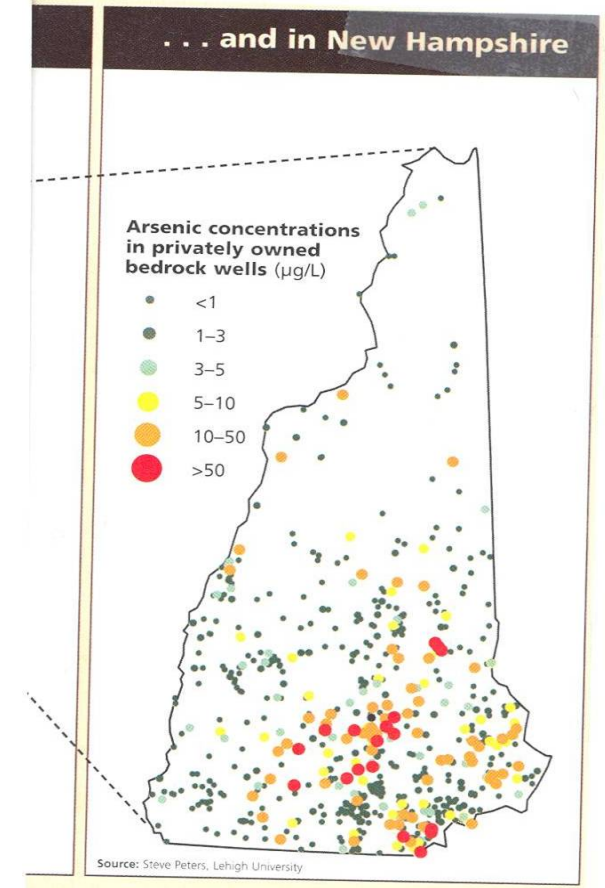 . . . and in New Hampshire
Arsenic concentrations
in privately owned
bedrock wells (µg/L)
<1
1–3
3–5
5–10
10–50
>50
Source: Steve Peters, Lehigh University